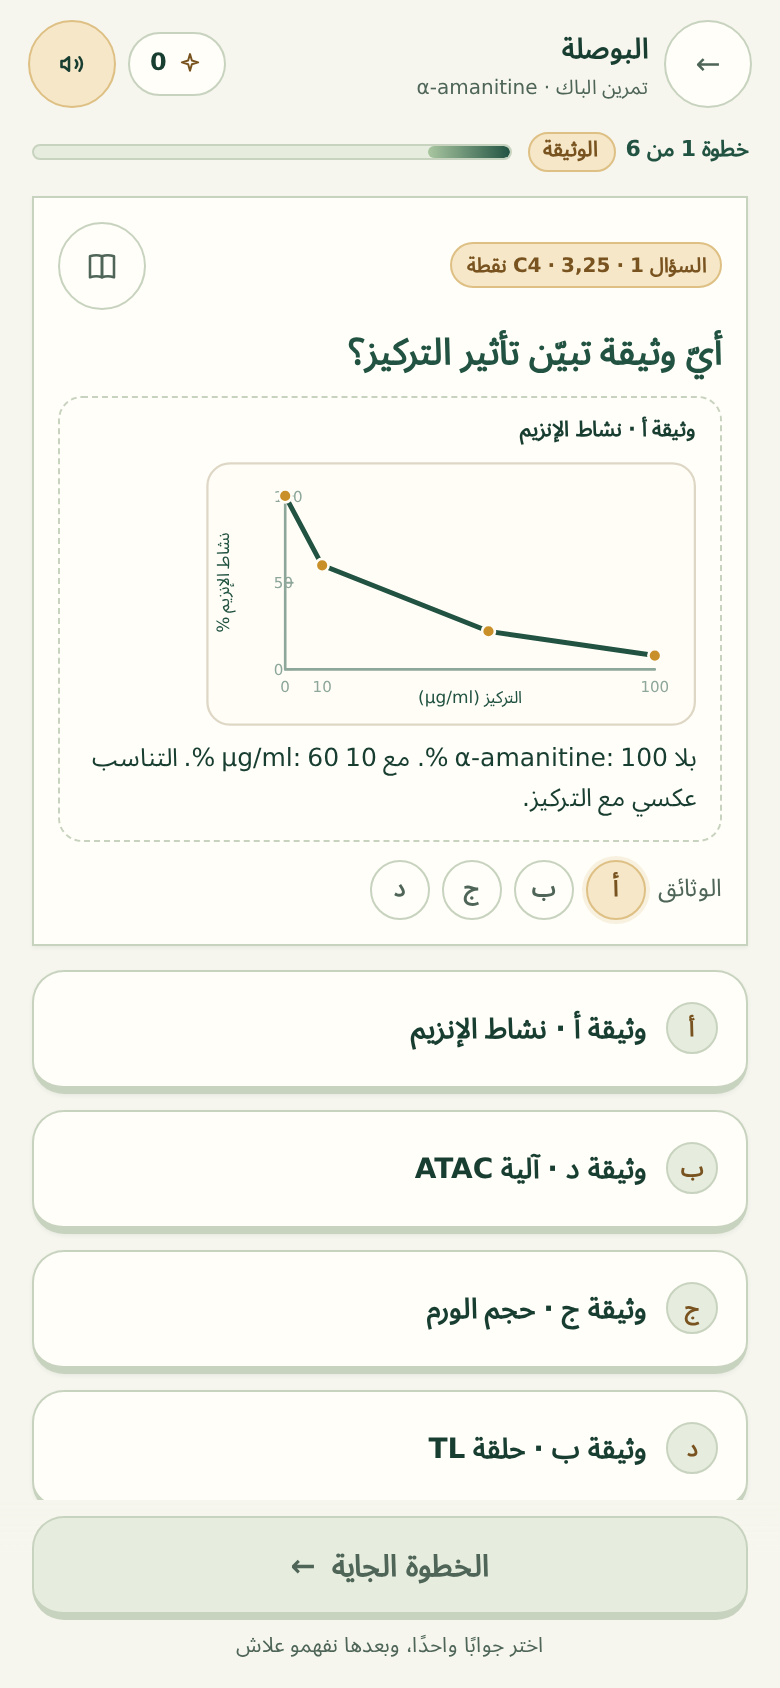 البوصلة
تمرين الباك · α-amanitine
0
خطوة 1 من 6
الوثيقة
السؤال 1 · C4 · 3,25 نقطة
أيّ وثيقة تبيّن تأثير التركيز؟
وثيقة أ · نشاط الإنزيم
100
50
0
نشاط الإنزيم %
0 10 100
التركيز (µg/ml)
بلا α-amanitine: 100 %. مع 10 µg/ml: 60 %. التناسب
عكسي مع التركيز.
الوثائق
أ ب ج د
أ وثيقة أ · نشاط الإنزيم
ب وثيقة د · آلية ATAC
ج وثيقة ج · حجم الورم
د وثيقة ب · حلقة TL
الخطوة الجاية ←
اختر جوابًا واحدًا، وبعدها نفهمو علاش